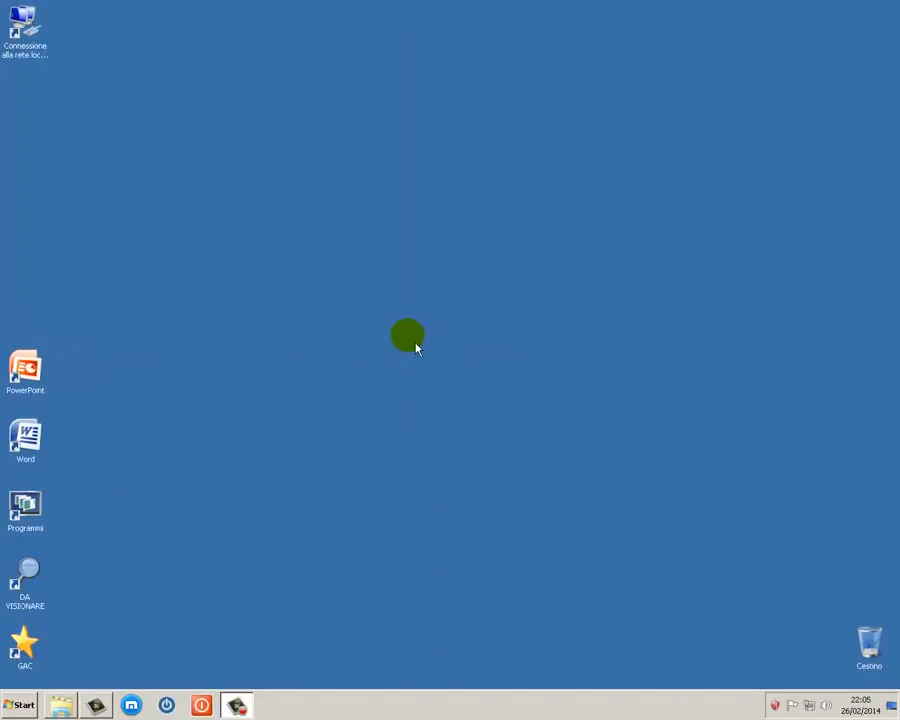 Connessione
alla rete loc...
PowerPoint
Word
Programmi
DA
VISIONARE
GAC
Cestino
Start
22:05
26/02/2014